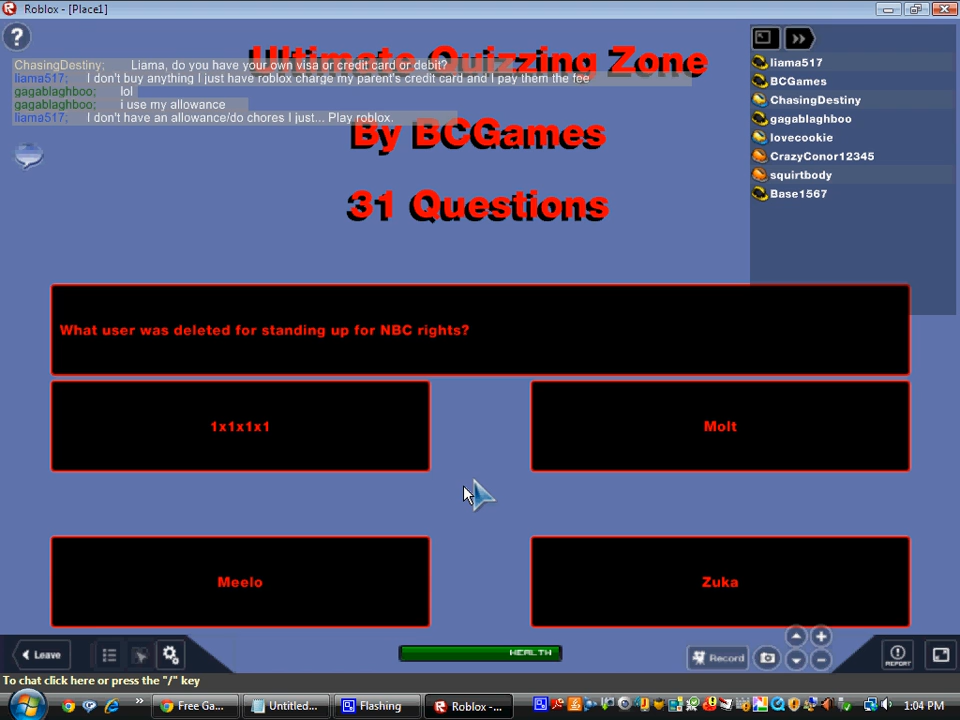 Roblox - [Place1]
Ultimate Quizzing Zone
By BCGames
31 Questions
ChasingDestiny; Liama, do you have your own visa or credit card or debit?
liama517; I don't buy anything I just have roblox charge my parent's credit card and I pay them the fee
gagablaghboo; lol
gagablaghboo; i use my allowance
liama517; I don't have an allowance/do chores I just... Play roblox.
liama517
BCGames
ChasingDestiny
gagablaghboo
lovecookie
CrazyConor12345
squirtbody
Base1567
What user was deleted for standing up for NBC rights?
1x1x1x1
Molt
Meelo
Zuka
Leave
HEALTH
Record
REPORT
To chat click here or press the "/" key
Free Ga...
Untitled...
Flashing
Roblox -...
1:04 PM